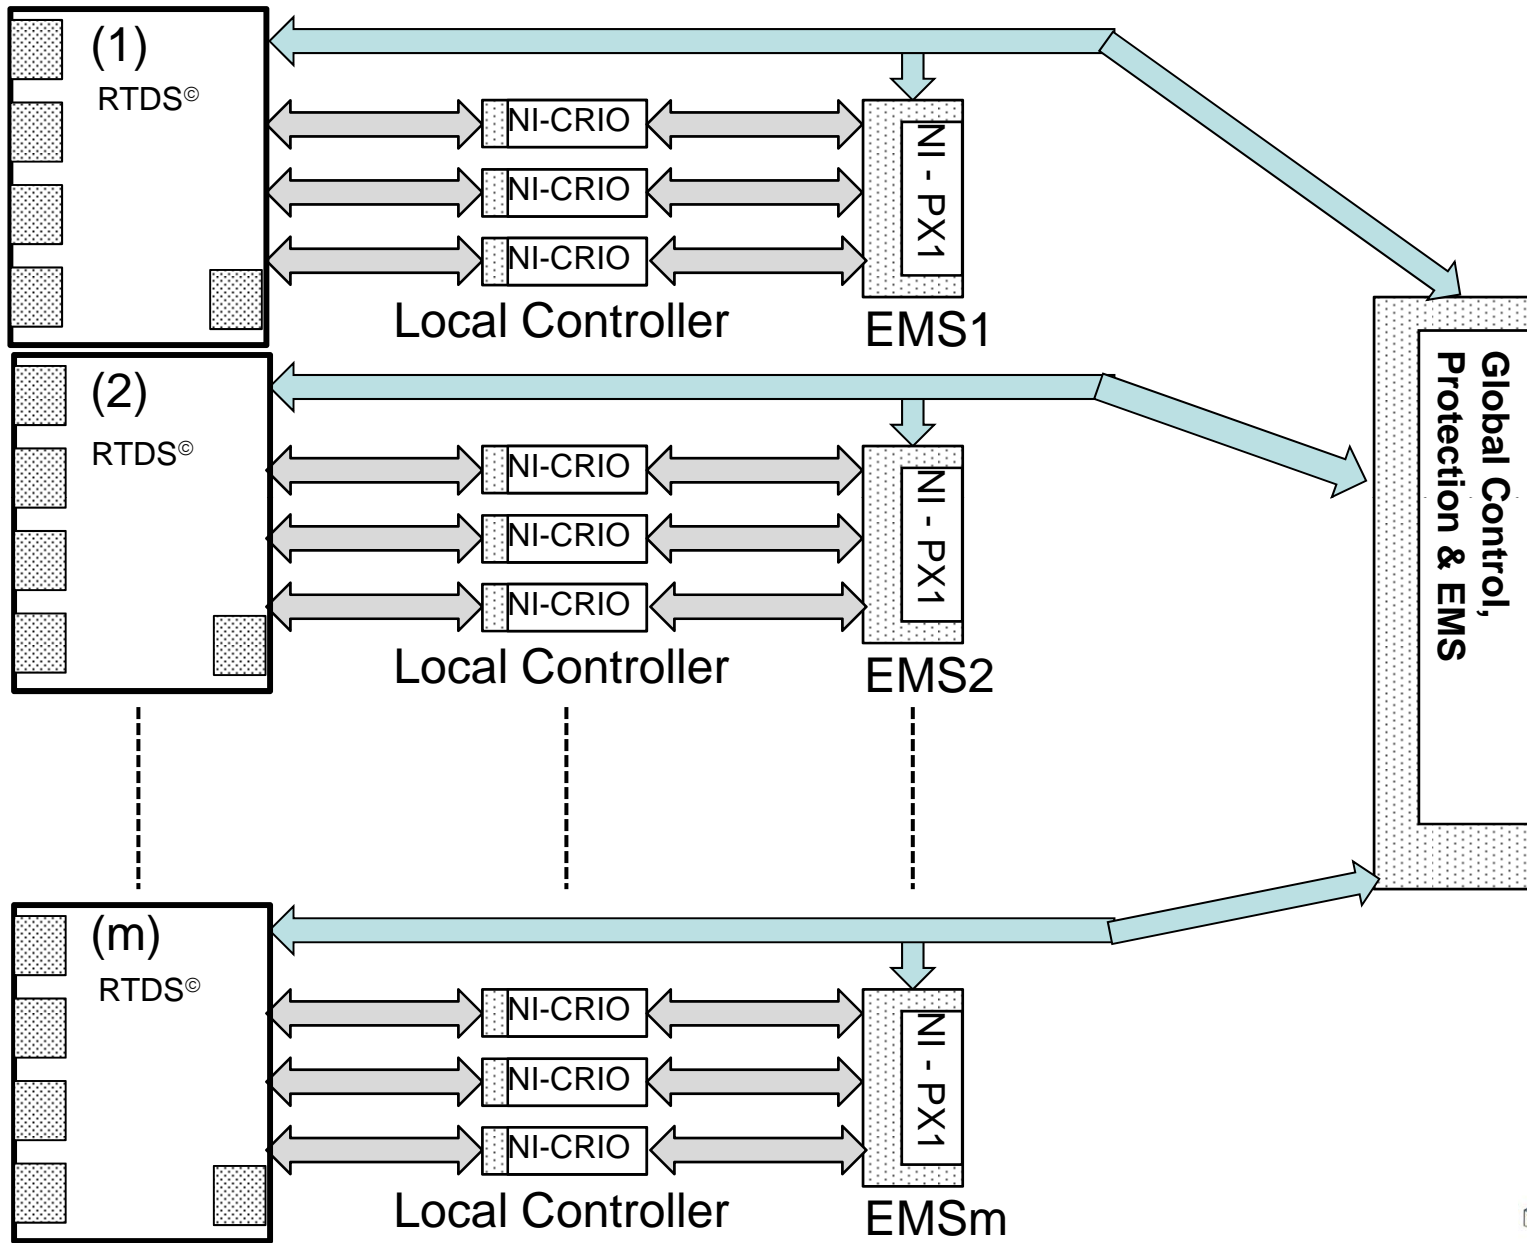 (1)
RTDS©
NI-CRIO
NI-CRIO
NI-CRIO
Local Controller
NI - PX1
EMS1
(2)
RTDS©
NI-CRIO
NI-CRIO
NI-CRIO
Local Controller
NI - PX1
EMS2
Global Control,
Protection & EMS
(m)
RTDS©
NI-CRIO
NI-CRIO
NI-CRIO
Local Controller
NI - PX1
EMSm